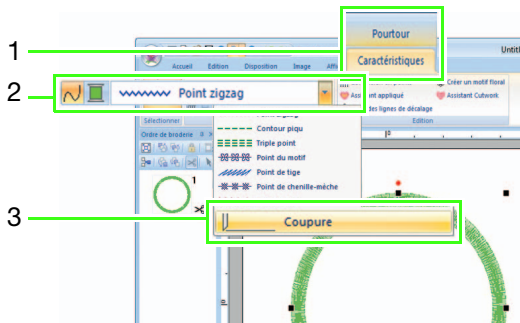 1
Pourtour
Caractéristiques
Untitl
Accueil Edition Disposition Image Affi
2
Point zigzag
Créer un motif floral
Assistant Cutwork
des lignes de décalage
Edition
Sélectionner
Ordre de broderie
Contour piqu
Triple point
Point du motif
Point de tige
Point de chenille-mèche
1
3
Coupure